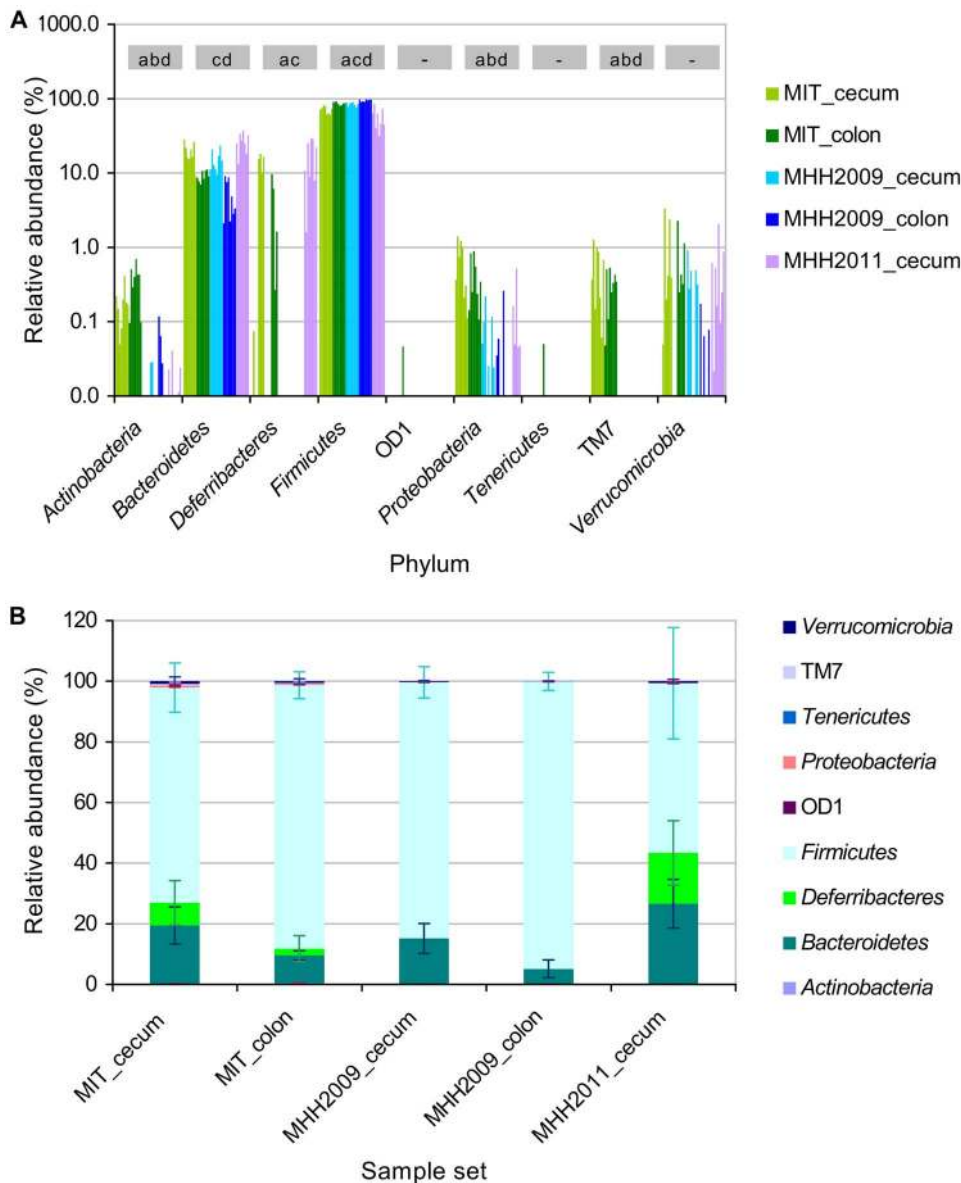 A
1000.0
100.0
10.0
1.0
0.1
0.0
Relative abundance (%)
abd cd ac acd - abd - abd -
Actinobacteria
Bacteroidetes
Deferribacteres
Firmicutes
OD1
Proteobacteria
Tenericutes
TM7
Verrucomicrobia
Phylum
MIT_cecum
MIT_colon
MHH2009_cecum
MHH2009_colon
MHH2011_cecum
B
120
100
80
60
40
20
0
Relative abundance (%)
MIT_cecum
MIT_colon
MHH2009_cecum
MHH2009_colon
MHH2011_cecum
Sample set
Verrucomicrobia
TM7
Tenericutes
Proteobacteria
OD1
Firmicutes
Deferribacteres
Bacteroidetes
Actinobacteria